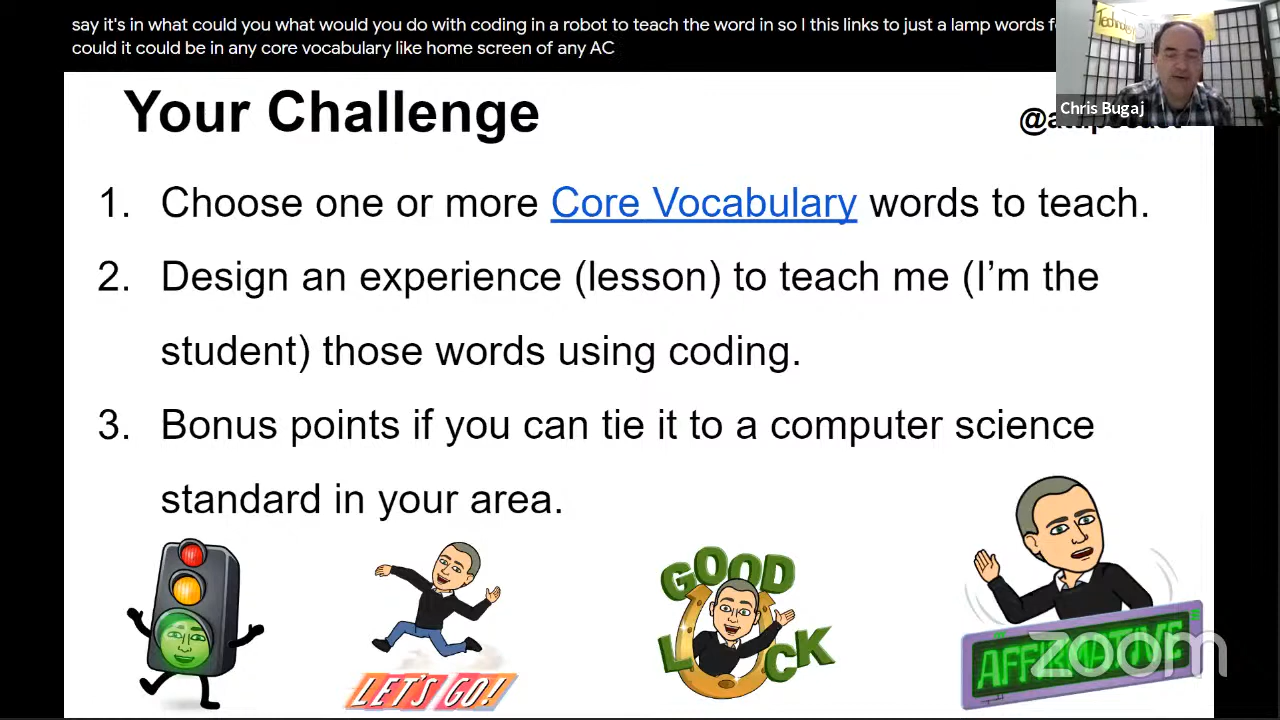 say it's in what could you what would you do with coding in a robot to teach the word in so I this links to just a lamp words
could it could be in any core vocabulary like home screen of any AC
Chris Bugaj
Your Challenge
1. Choose one or more Core Vocabulary words to teach.
2. Design an experience (lesson) to teach me (I'm the
student) those words using coding.
3. Bonus points if you can tie it to a computer science
standard in your area.
GOOD
LUCK
LET'S GO!
AFFIRMATIVE
zoom